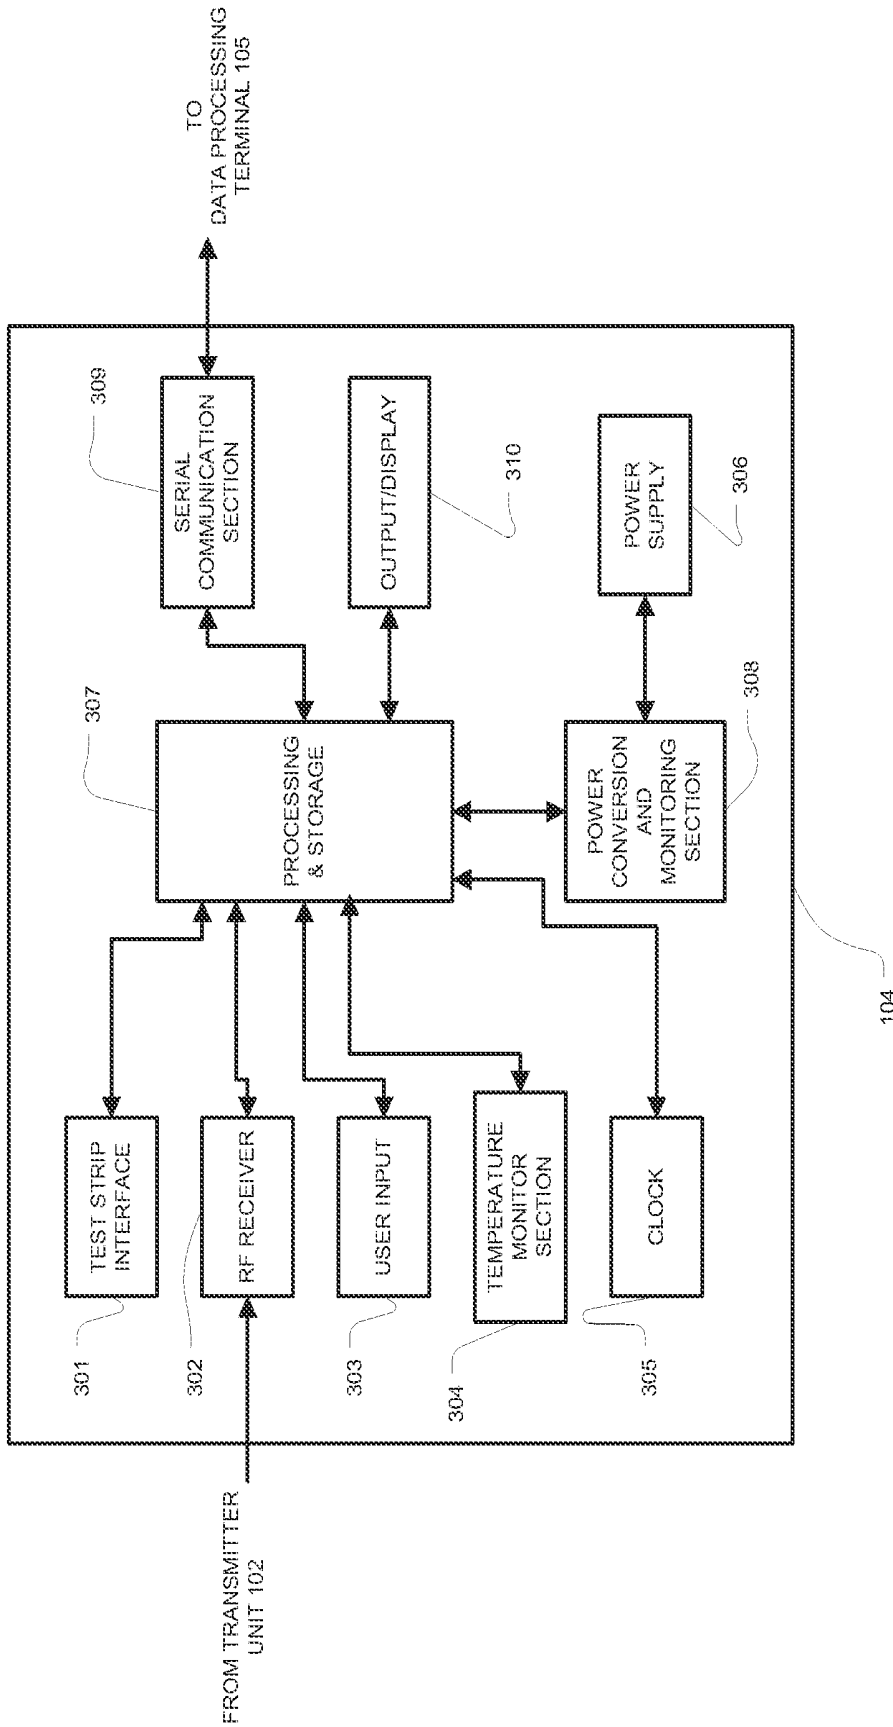 FROM TRANSMITTER
UNIT 102
301
TEST STRIP
INTERFACE
302
RF RECEIVER
303
USER INPUT
304
TEMPERATURE
MONITOR
SECTION
305
CLOCK
307
PROCESSING
& STORAGE
309
SERIAL
COMMUNICATION
SECTION
TO
DATA PROCESSING
TERMINAL 105
OUTPUT/DISPLAY
310
POWER
CONVERSION
AND
MONITORING
SECTION
308
POWER
SUPPLY
306
104